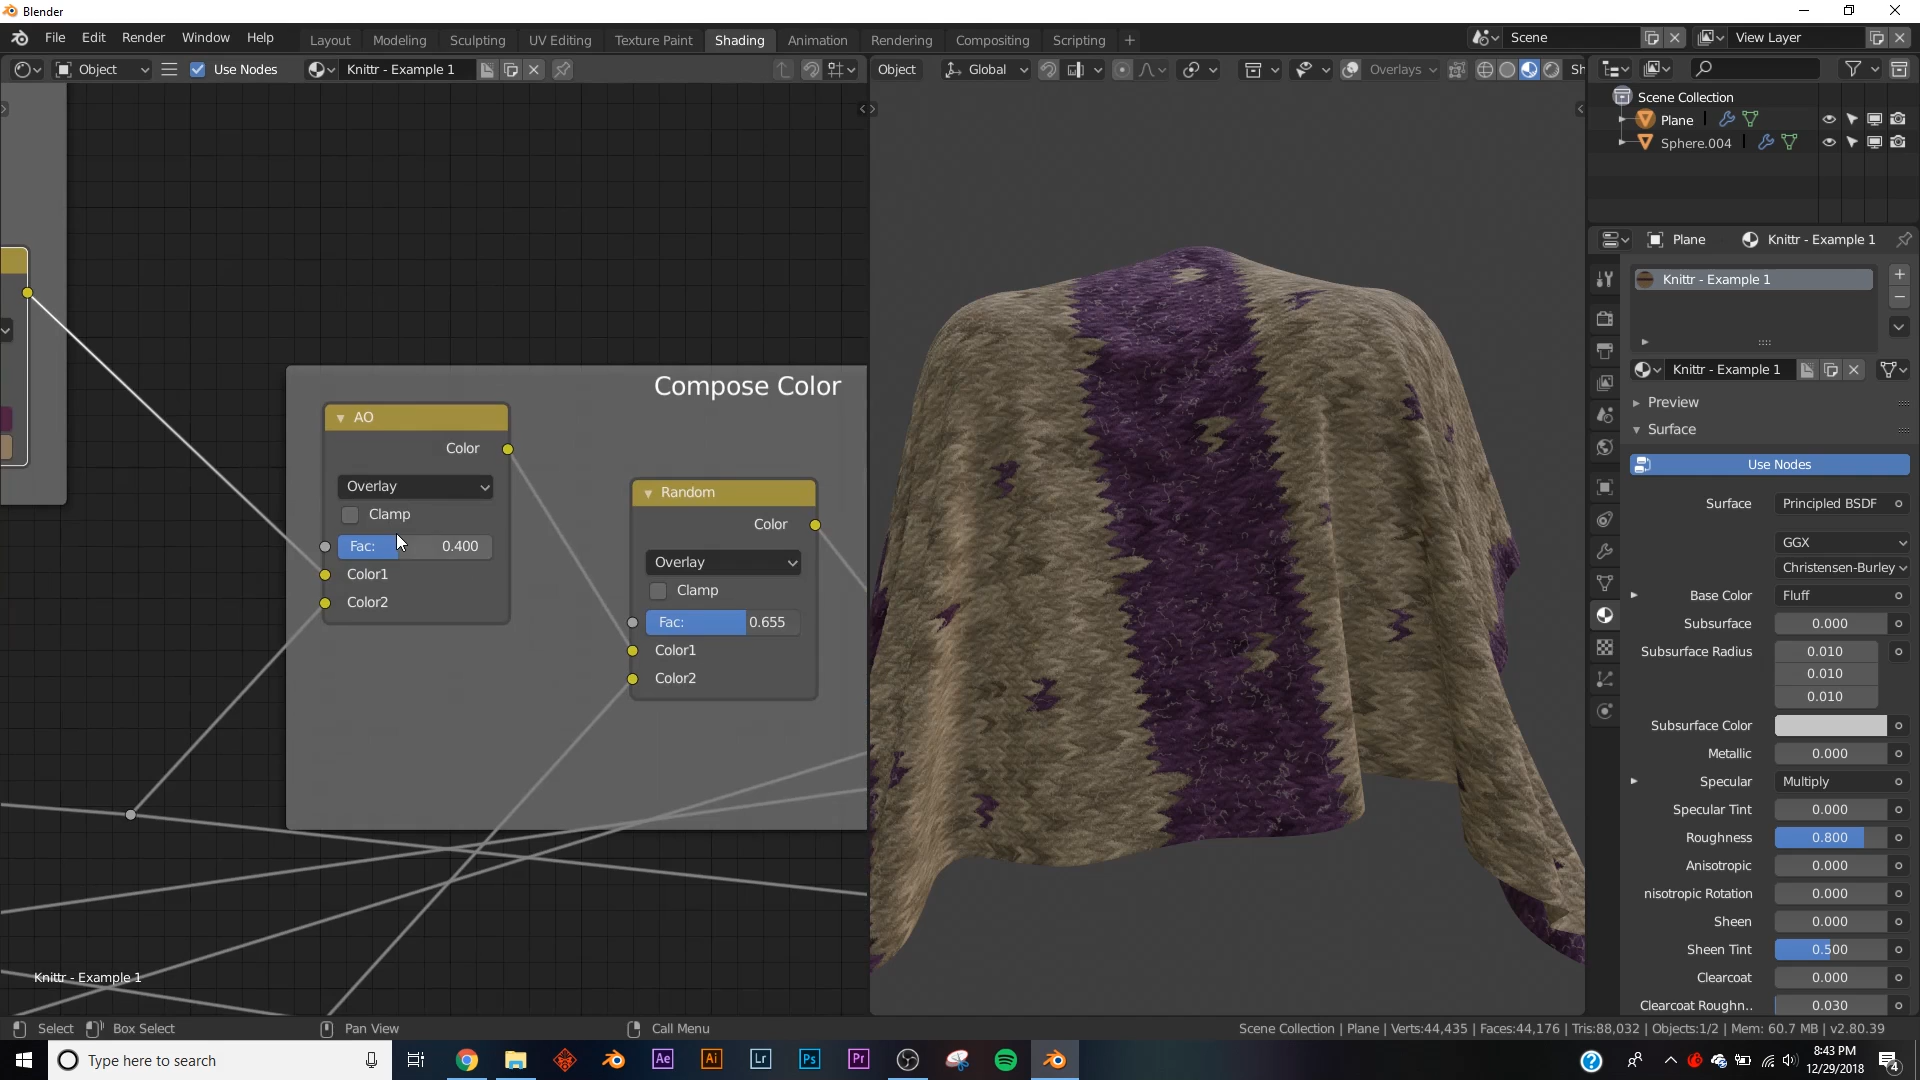 Blender
File Edit Render Window Help Layout Modeling Sculpting UV Editing Texture Paint Shading Animation Rendering Compositing Scripting + Scene View Layer
Object Use Nodes Knittr - Example 1
Object Global Overlays Sh
Scene Collection
Plane
Sphere.004
Plane Knittr - Example 1
Knittr - Example 1
Knittr - Example 1
Preview
Surface
Use Nodes
Surface Principled BSDF
GGX
Christensen-Burley
Base Color Fluff
Subsurface 0.000
Subsurface Radius 0.010
0.010
0.010
Subsurface Color
Metallic 0.000
Specular Multiply
Specular Tint 0.000
Roughness 0.800
Anisotropic 0.000
nisotropic Rotation 0.000
Sheen 0.000
Sheen Tint 0.500
Clearcoat 0.000
Clearcoat Roughn.. 0.030
Compose Color
AO
Color
Overlay
Clamp
Fac: 0.400
Color1
Color2
Random
Color
Overlay
Clamp
Fac: 0.655
Color1
Color2
Knittr - Example 1
Select Box Select Pan View Call Menu
Scene Collection | Plane | Verts:44,435 | Faces:44,176 | Tris:88,032 | Objects:1/2 | Mem: 60.7 MB | v2.80.39
Type here to search
Ae Ai Lr Ps Pr
8:43 PM
12/29/2018
4